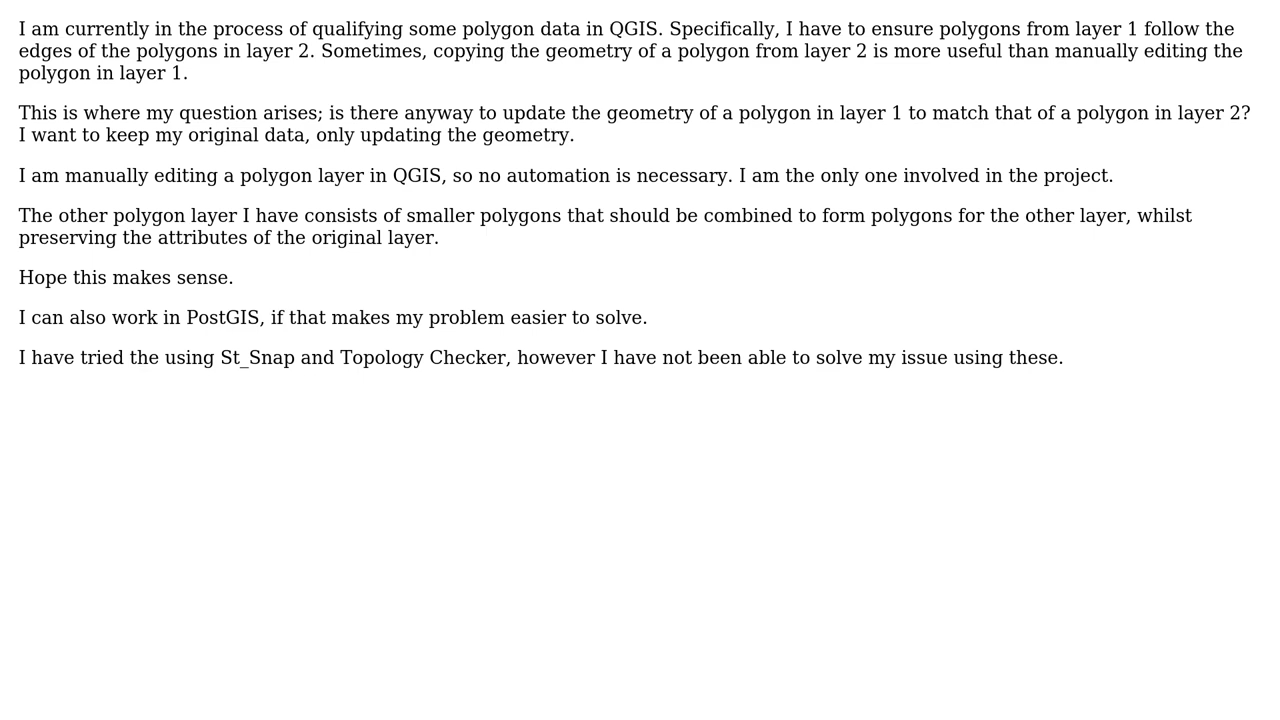 I am currently in the process of qualifying some polygon data in QGIS. Specifically, I have to ensure polygons from layer 1 follow the
edges of the polygons in layer 2. Sometimes, copying the geometry of a polygon from layer 2 is more useful than manually editing the
polygon in layer 1.
This is where my question arises; is there anyway to update the geometry of a polygon in layer 1 to match that of a polygon in layer 2?
I want to keep my original data, only updating the geometry.
I am manually editing a polygon layer in QGIS, so no automation is necessary. I am the only one involved in the project.
The other polygon layer I have consists of smaller polygons that should be combined to form polygons for the other layer, whilst
preserving the attributes of the original layer.
Hope this makes sense.
I can also work in PostGIS, if that makes my problem easier to solve.
I have tried the using St_Snap and Topology Checker, however I have not been able to solve my issue using these.